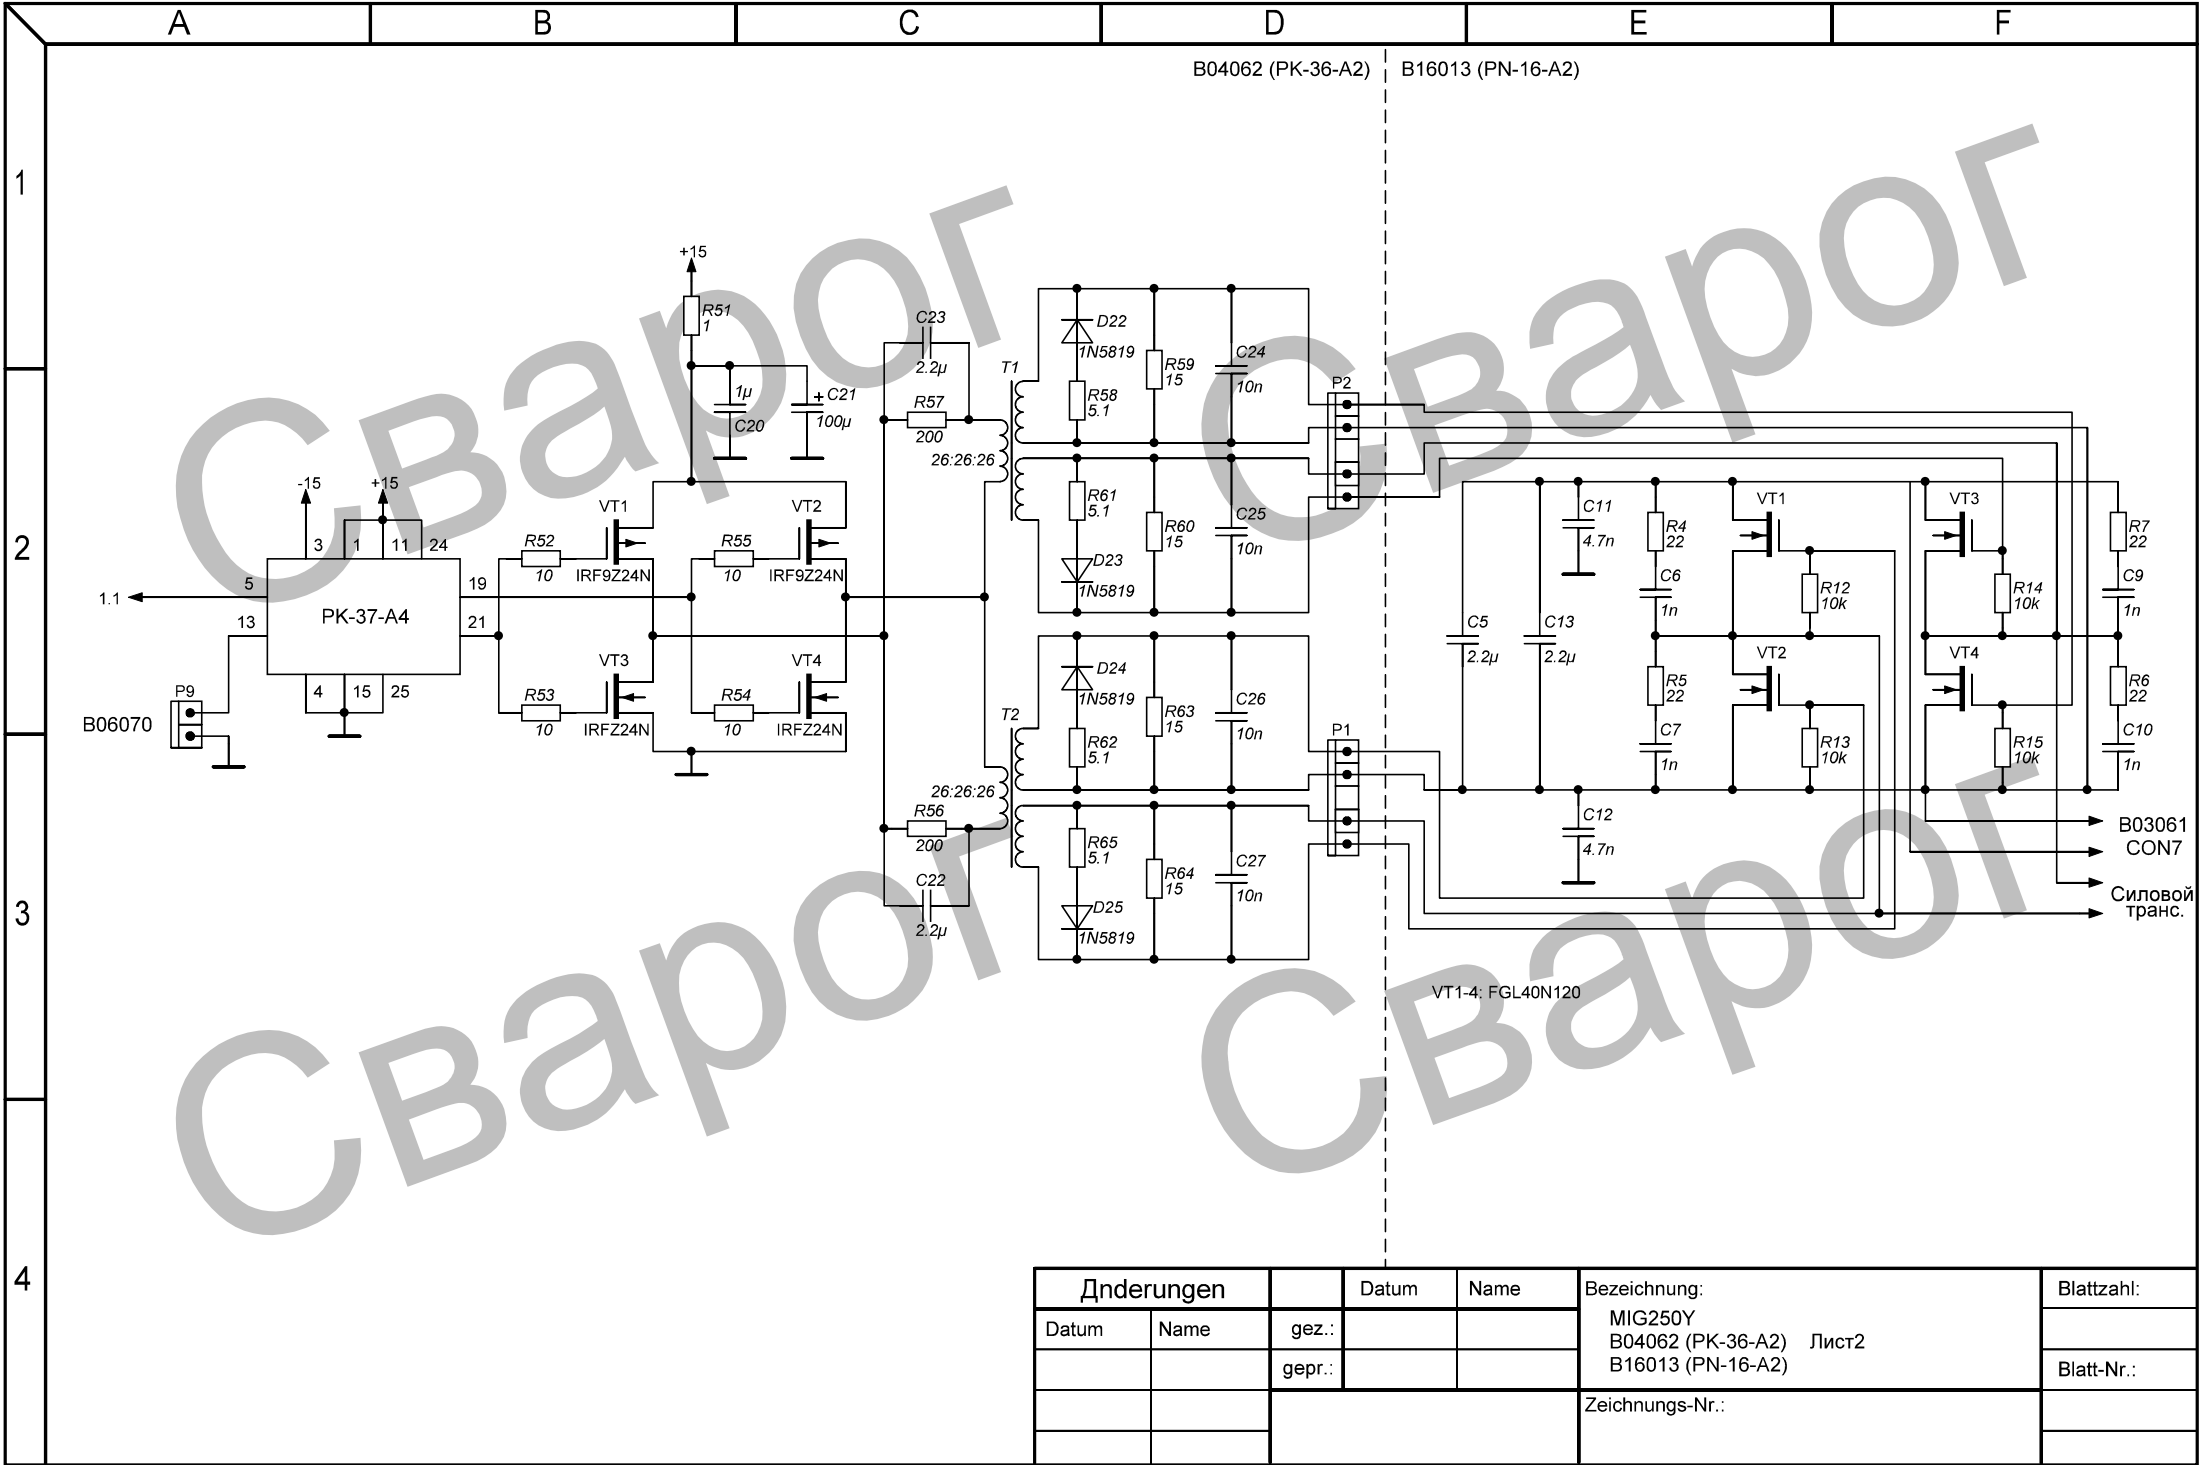 A B C D E F
1
2
3
4
B04062 (PK-36-A2) B16013 (PN-16-A2)
Сварог Сварог
Сварог Сварог
+15
R51
1
1µ
C20
+ C21
100µ
-15
+15
3 1 11 24
5
1.1
13
PK-37-A4
19
21
4 15 25
P9
B06070
R52
10
VT1
IRF9Z24N
R55
10
VT2
IRF9Z24N
R53
10
VT3
IRFZ24N
R54
10
VT4
IRFZ24N
C23
2.2µ
R57
200
26:26:26
T1
26:26:26
R56
200
C22
2.2µ
T2
D22
1N5819
R58
5.1
R59
15
C24
10n
R61
5.1
D23
1N5819
R60
15
C25
10n
D24
1N5819
R62
5.1
R63
15
C26
10n
R65
5.1
D25
1N5819
R64
15
C27
10n
P2
P1
C5
2.2µ
C13
2.2µ
C11
4.7n
C12
4.7n
R4
22
C6
1n
R5
22
C7
1n
VT1
R12
10k
VT2
R13
10k
VT3
R14
10k
VT4
R15
10k
R7
22
C9
1n
R6
22
C10
1n
B03061
CON7
Силовой
транс.
VT1-4: FGL40N120
Дnderungen
Datum Name
Datum Name
gez.:
gepr.:
Bezeichnung:
MIG250Y
B04062 (PK-36-A2) Лист2
B16013 (PN-16-A2)
Zeichnungs-Nr.:
Blattzahl:
Blatt-Nr.: